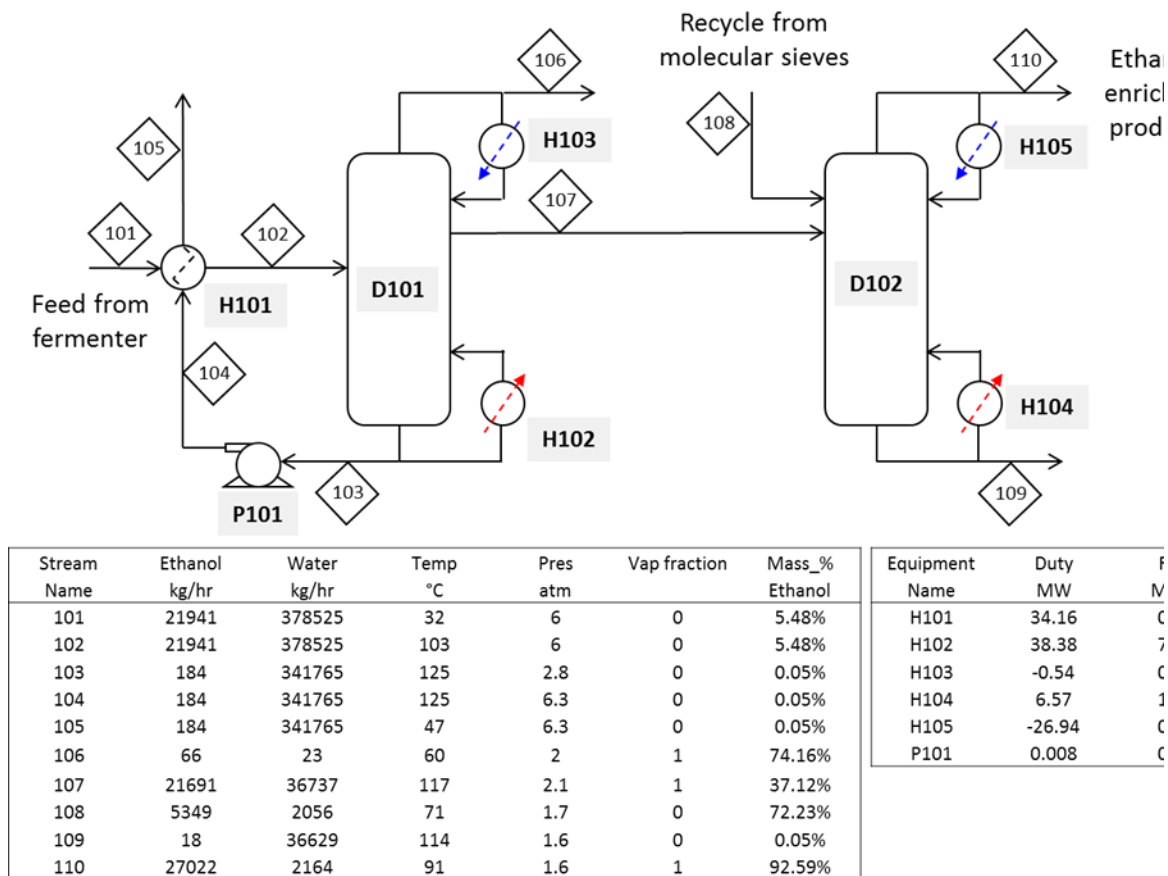 Recycle from
molecular sieves
106
110
105
108
H103
H105
107
101
102
D101
D102
Feed from
fermenter
H101
104
H102
H104
103
109
P101
Stream Ethanol Water Temp Pres Vap fraction Mass_% Equipment Duty
Name kg/hr kg/hr °C atm Ethanol Name MW
101 21941 378525 32 6 0 5.48% H101 34.16
102 21941 378525 103 6 0 5.48% H102 38.38
103 184 341765 125 2.8 0 0.05% H103 -0.54
104 184 341765 125 6.3 0 0.05% H104 6.57
105 184 341765 47 6.3 0 0.05% H105 -26.94
106 66 23 60 2 1 74.16% P101 0.008
107 21691 36737 117 2.1 1 37.12%
108 5349 2056 71 1.7 0 72.23%
109 18 36629 114 1.6 0 0.05%
110 27022 2164 91 1.6 1 92.59%